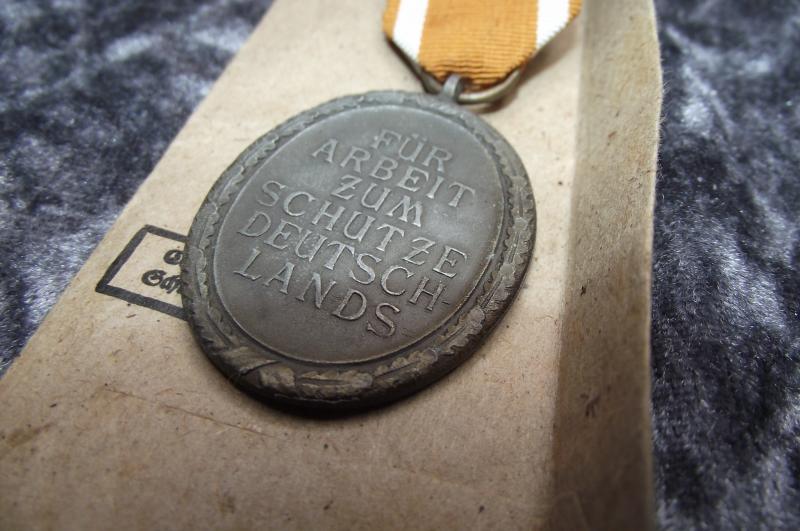 FÜR
ARBEIT
ZUM
SCHUTZE
DEUTSCH-
LANDS